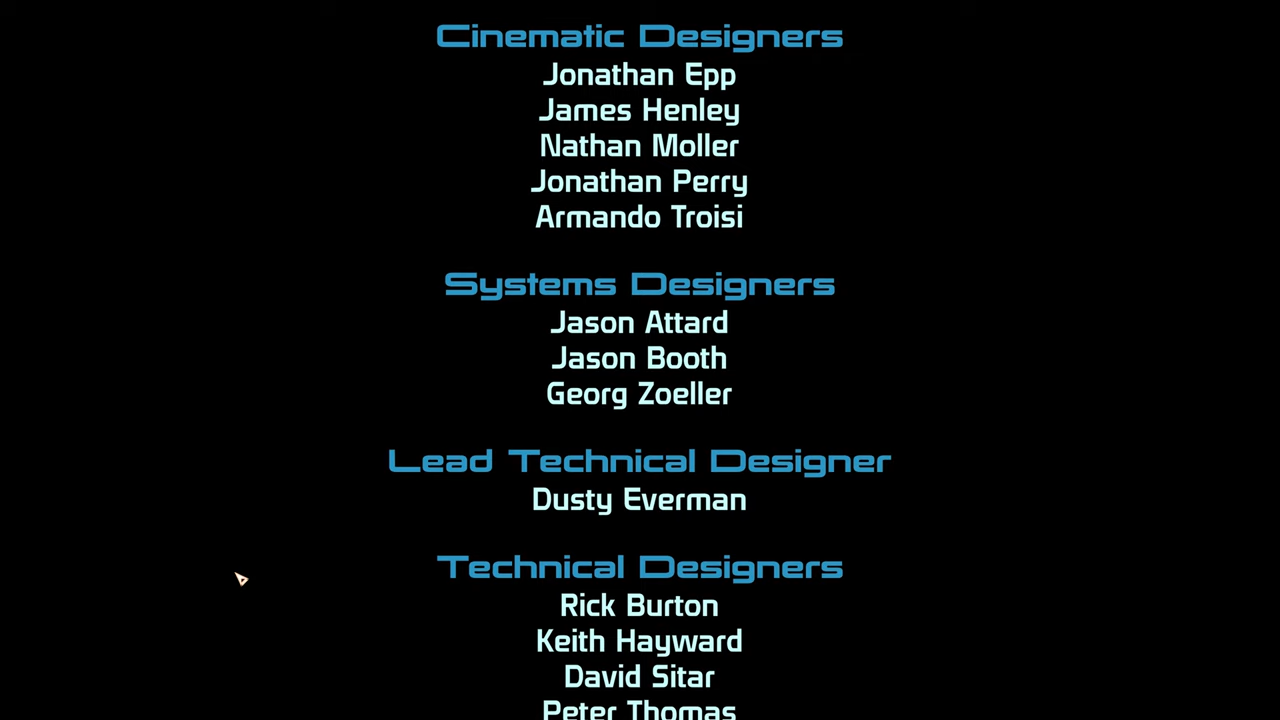 Cinematic Designers
Jonathan Epp
James Henley
Nathan Moller
Jonathan Perry
Armando Troisi
Systems Designers
Jason Attard
Jason Booth
Georg Zoeller
Lead Technical Designer
Dusty Everman
Technical Designers
Rick Burton
Keith Hayward
David Sitar
Peter Thomas